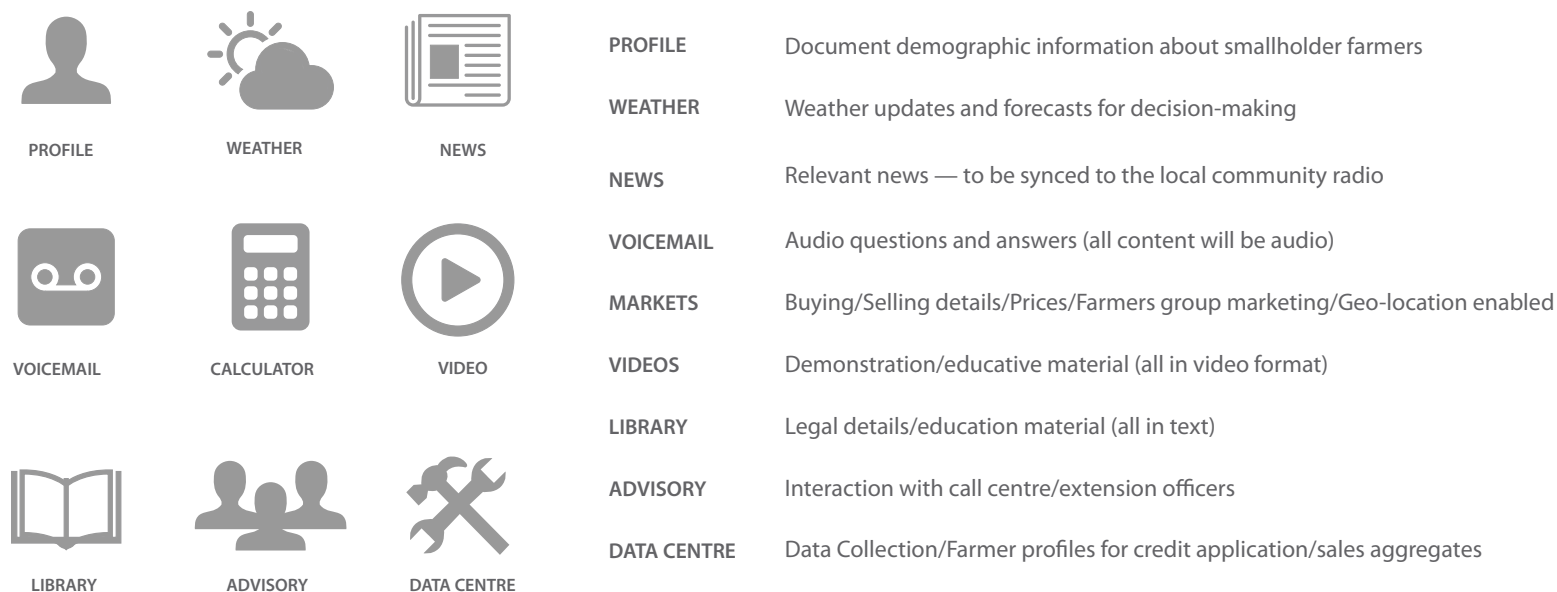 PROFILE
WEATHER
NEWS
VOICEMAIL
CALCULATOR
VIDEO
LIBRARY
ADVISORY
DATA CENTRE
PROFILE Document demographic information about smallholder farmers
WEATHER Weather updates and forecasts for decision-making
NEWS Relevant news — to be synced to the local community radio
VOICEMAIL Audio questions and answers (all content will be audio)
MARKETS Buying/Selling details/Prices/Farmers group marketing/Geo-location enabled
VIDEOS Demonstration/educative material (all in video format)
LIBRARY Legal details/education material (all in text)
ADVISORY Interaction with call centre/extension officers
DATA CENTRE Data Collection/Farmer profiles for credit application/sales aggregates